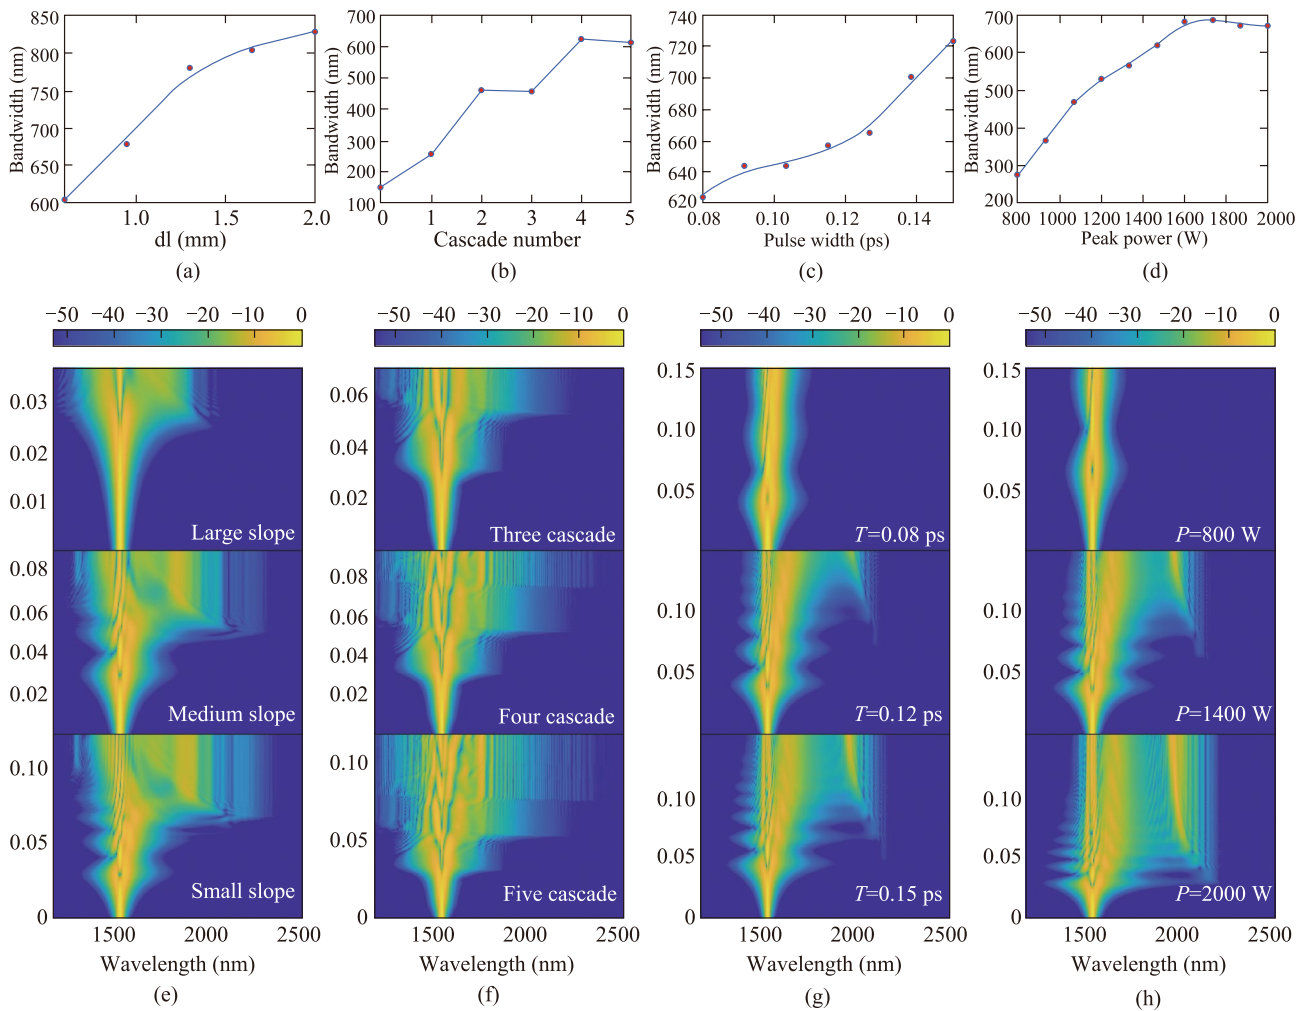 850
800
750
700
650
600
Bandwidth (nm)
1.0
1.5
2.0
dl (mm)
(a)
700
600
500
400
300
200
100
Bandwidth (nm)
0
1
2
3
4
5
Cascade number
(b)
740
720
700
680
660
640
620
Bandwidth (nm)
0.08
0.10
0.12
0.14
Pulse width (ps)
(c)
700
600
500
400
300
200
Bandwidth (nm)
800
1000
1200
1400
1600
1800
2000
Peak power (W)
(d)
−50 −40 −30 −20 −10 0
0.03
0.02
0.01
Large slope
0.08
0.06
0.04
0.02
Medium slope
0.10
0.05
0
Small slope
1500 2000 2500
Wavelength (nm)
(e)
−50 −40 −30 −20 −10 0
0.06
0.04
0.02
Three cascade
0.08
0.06
0.04
0.02
Four cascade
0.10
0.05
0
Five cascade
1500 2000 2500
Wavelength (nm)
(f)
−50 −40 −30 −20 −10 0
0.15
0.10
0.05
T=0.08 ps
0.10
0.05
T=0.12 ps
0.10
0.05
0
T=0.15 ps
1500 2000 2500
Wavelength (nm)
(g)
−50 −40 −30 −20 −10 0
0.15
0.10
0.05
P=800 W
0.10
0.05
P=1400 W
0.10
0.05
0
P=2000 W
1500 2000 2500
Wavelength (nm)
(h)